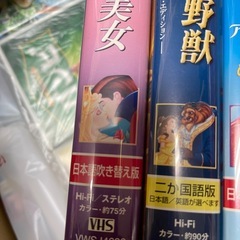 美女
日本語吹き替え版
Hi-Fi/ステレオ
カラー・約75分
VHS
野獣
エディション
二か国語版
日本語/英語が選べます
Hi-Fi
カラー・約90分
ア